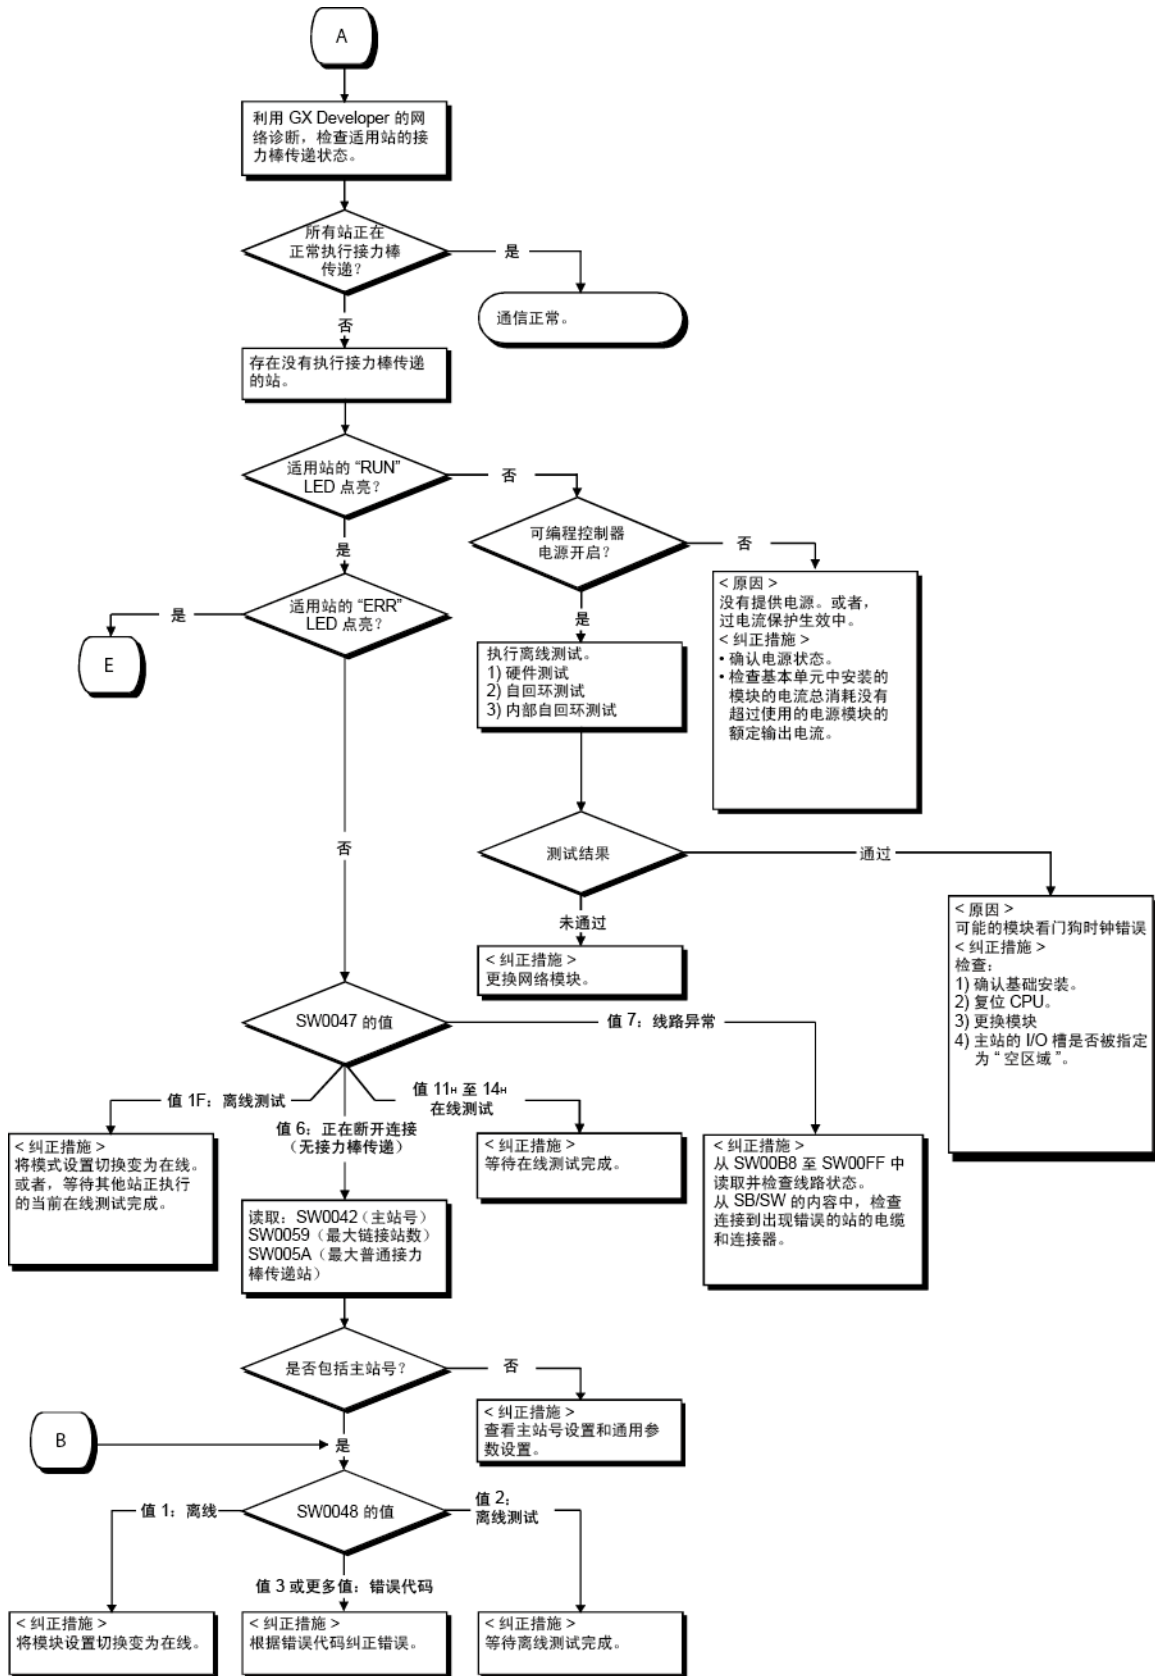 A
利用 GX Developer 的网
络诊断，检查适用站的接
力棒传递状态。
所有站正在
正常执行接力棒
传递？
是
通信正常。
否
存在没有执行接力棒传递
的站。
适用站的 “RUN”
LED 点亮？
否
可编程控制器
电源开启？
否
< 原因 >
没有提供电源。或者，
过电流保护生效中。
< 纠正措施 >
• 确认电源状态。
• 检查基本单元中安装的
模块的电流总消耗没有
超过使用的电源模块的
额定输出电流。
是
适用站的 “ERR”
LED 点亮？
是
E
是
执行离线测试。
1) 硬件测试
2) 自回环测试
3) 内部自回环测试
测试结果
通过
< 原因 >
可能的模块看门狗时钟错误
< 纠正措施 >
检查：
1) 确认基础安装。
2) 复位 CPU。
3) 更换模块
4) 主站的 I/O 槽是否被指定
为 “ 空区域 ”。
未通过
< 纠正措施 >
更换网络模块。
否
SW0047 的值
值 7：线路异常
值 1F：离线测试
值 6：正在断开连接
（无接力棒传递）
值 11H 至 14H
在线测试
< 纠正措施 >
将模式设置切换变为在线。
或者，等待其他站正执行
的当前在线测试完成。
< 纠正措施 >
等待在线测试完成。
< 纠正措施 >
从 SW00B8 至 SW00FF 中
读取并检查线路状态。
从 SB/SW 的内容中，检查
连接到出现错误的站的电缆
和连接器。
读取：SW0042（主站号）
SW0059（最大链接站数）
SW005A（最大普通接力
棒传递站）
是否包括主站号？
否
< 纠正措施 >
查看主站号设置和通用参
数设置。
B
是
SW0048 的值
值 1：离线
值 2：
离线测试
值 3 或更多值：错误代码
< 纠正措施 >
将模块设置切换变为在线。
< 纠正措施 >
根据错误代码纠正错误。
< 纠正措施 >
等待离线测试完成。